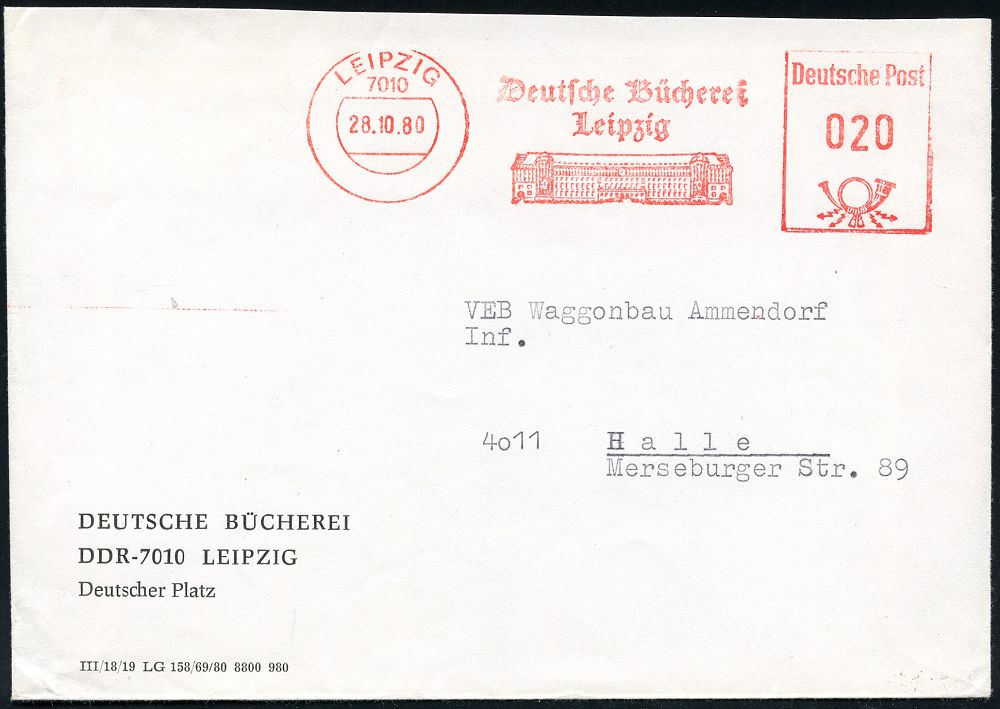 LEIPZIG
7010
28.10.80
Deutsche Bücherei
Leipzig
Deutsche Post
020
VEB Waggonbau Ammendorf
Inf.
4o11 Halle
Merseburger Str. 89
DEUTSCHE BÜCHEREI
DDR-7010 LEIPZIG
Deutscher Platz
III/18/19 LG 158/69/80 8800 980